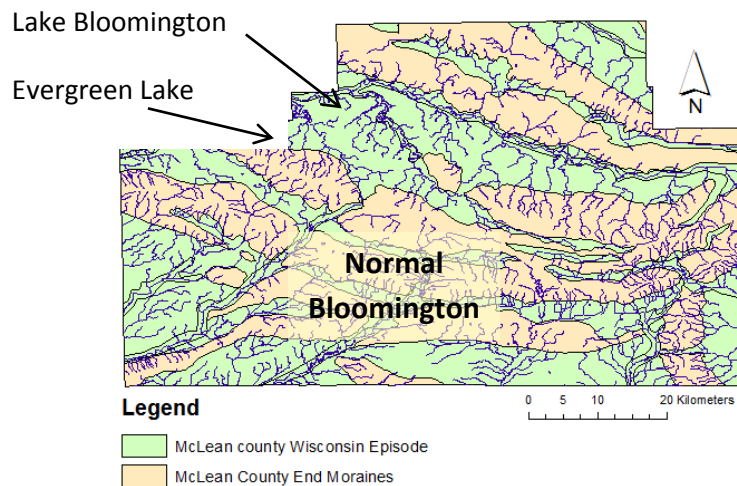 Lake Bloomington
Evergreen Lake
N
Normal
Bloomington
Legend
0 5 10 20 Kilometers
McLean county Wisconsin Episode
McLean County End Moraines